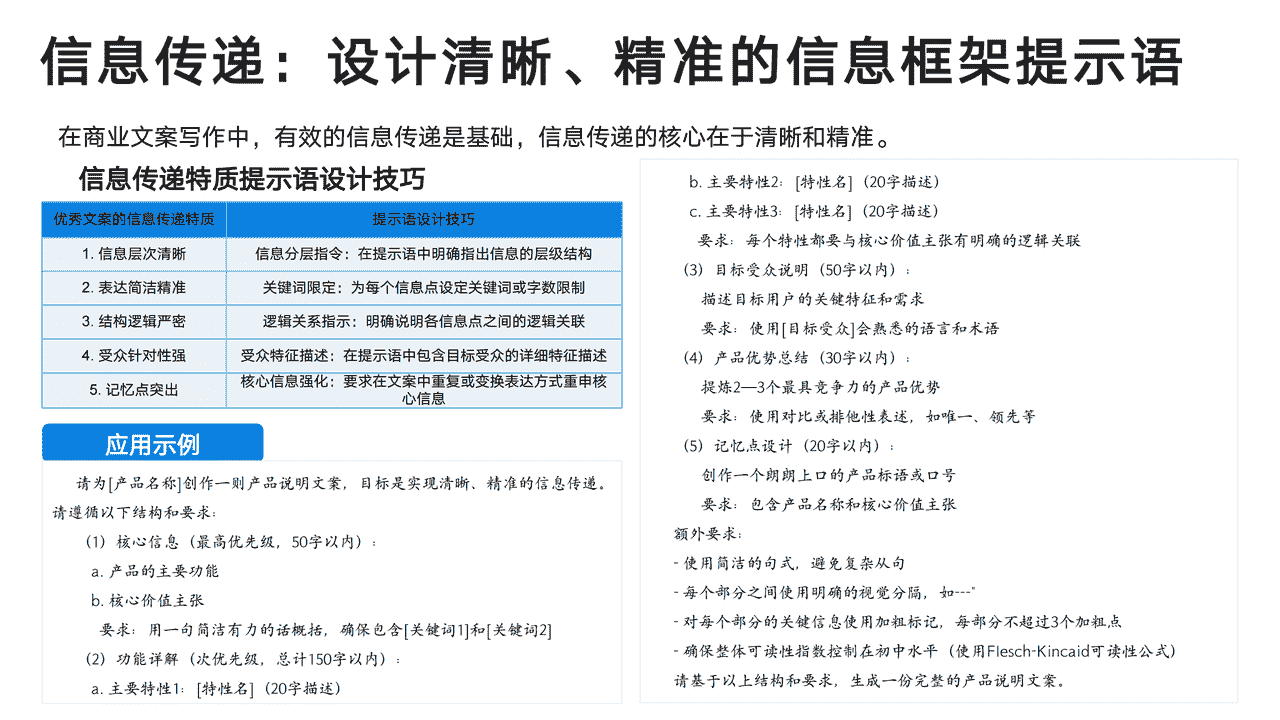 信息传递：设计清晰、精准的信息框架提示语
在商业文案写作中，有效的信息传递是基础，信息传递的核心在于清晰和精准。
信息传递特质提示语设计技巧
优秀文案的信息传递特质 提示语设计技巧
1. 信息层次清晰 信息分层指令：在提示语中明确指出信息的层级结构
2. 表达简洁精准 关键词限定：为每个信息点设定关键词或字数限制
3. 结构逻辑严密 逻辑关系指示：明确说明各信息点之间的逻辑关联
4. 受众针对性强 受众特征描述：在提示语中包含目标受众的详细特征描述
5. 记忆点突出 核心信息强化：要求在文案中重复或变换表达方式重申核
心信息
应用示例
请为[产品名称]创作一则产品说明文案，目标是实现清晰、精准的信息传递。
请遵循以下结构和要求：
（1）核心信息（最高优先级，50字以内）：
a. 产品的主要功能
b. 核心价值主张
要求：用一句简洁有力的话概括，确保包含[关键词1]和[关键词2]
（2）功能详解（次优先级，总计150字以内）：
a. 主要特性1：[特性名]（20字描述）
b. 主要特性2：[特性名]（20字描述）
c. 主要特性3：[特性名]（20字描述）
要求：每个特性都要与核心价值主张有明确的逻辑关联
（3）目标受众说明（50字以内）：
描述目标用户的关键特征和需求
要求：使用[目标受众]会熟悉的语言和术语
（4）产品优势总结（30字以内）：
提炼2—3个最具竞争力的产品优势
要求：使用对比或排他性表述，如唯一、领先等
（5）记忆点设计（20字以内）：
创作一个朗朗上口的产品标语或口号
要求：包含产品名称和核心价值主张
额外要求：
- 使用简洁的句式，避免复杂从句
- 每个部分之间使用明确的视觉分隔，如---"
- 对每个部分的关键信息使用加粗标记，每部分不超过3个加粗点
- 确保整体可读性指数控制在初中水平（使用Flesch-Kincaid可读性公式）
请基于以上结构和要求，生成一份完整的产品说明文案。